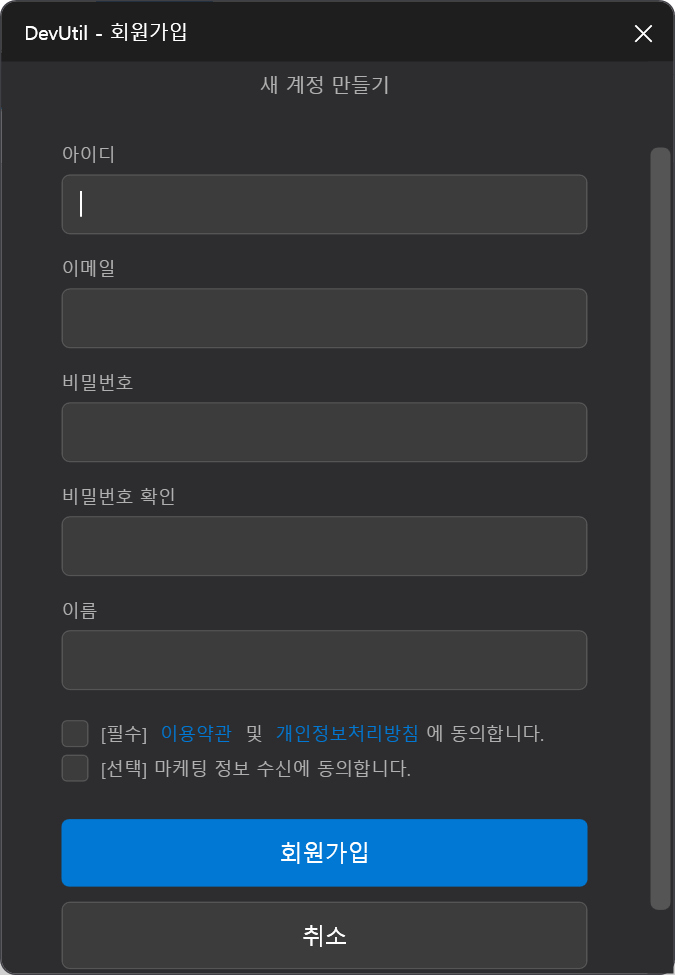 DevUtil - 회원가입
새 계정 만들기
아이디
이메일
비밀번호
비밀번호 확인
이름
[필수] 이용약관 및 개인정보처리방침 에 동의합니다.
[선택] 마케팅 정보 수신에 동의합니다.
회원가입
취소